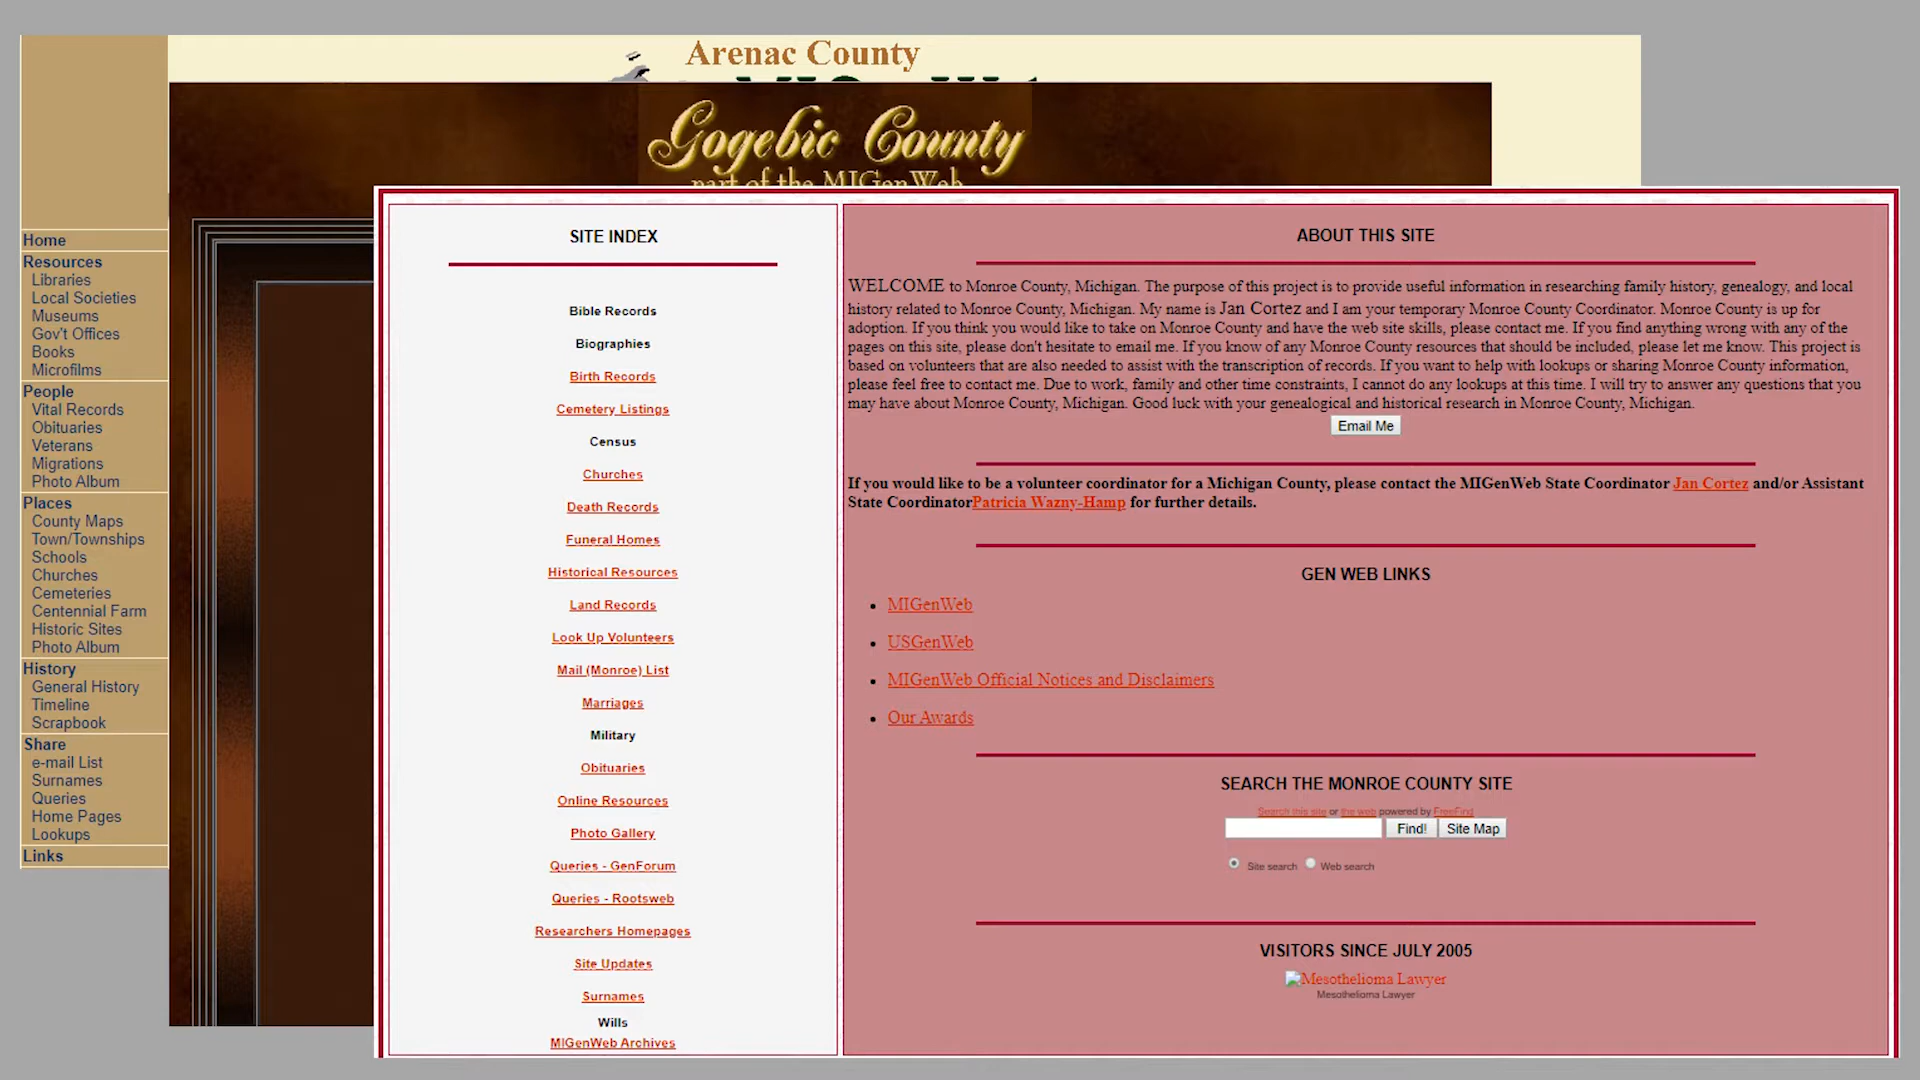 Arenac County
Gogebic County
part of the MIGenWeb
Home
Resources
Libraries
Local Societies
Museums
Gov't Offices
Books
Microfilms
People
Vital Records
Obituaries
Veterans
Migrations
Photo Album
Places
County Maps
Town/Townships
Schools
Churches
Cemeteries
Centennial Farm
Historic Sites
Photo Album
History
General History
Timeline
Scrapbook
Share
e-mail List
Surnames
Queries
Home Pages
Lookups
Links
SITE INDEX
Bible Records
Biographies
Birth Records
Cemetery Listings
Census
Churches
Death Records
Funeral Homes
Historical Resources
Land Records
Look Up Volunteers
Mail (Monroe) List
Marriages
Military
Obituaries
Online Resources
Photo Gallery
Queries - GenForum
Queries - Rootsweb
Researchers Homepages
Site Updates
Surnames
Wills
MIGenWeb Archives
ABOUT THIS SITE
WELCOME to Monroe County, Michigan. The purpose of this project is to provide useful information in researching family history, genealogy, and local
history related to Monroe County, Michigan. My name is Jan Cortez and I am your temporary Monroe County Coordinator. Monroe County is up for
adoption. If you think you would like to take on Monroe County and have the web site skills, please contact me. If you find anything wrong with any of the
pages on this site, please don't hesitate to email me. If you know of any Monroe County resources that should be included, please let me know. This project is
based on volunteers that are also needed to assist with the transcription of records. If you want to help with lookups or sharing Monroe County information,
please feel free to contact me. Due to work, family and other time constraints, I cannot do any lookups at this time. I will try to answer any questions that you
may have about Monroe County, Michigan. Good luck with your genealogical and historical research in Monroe County, Michigan.
Email Me
If you would like to be a volunteer coordinator for a Michigan County, please contact the MIGenWeb State Coordinator Jan Cortez and/or Assistant
State CoordinatorPatricia Wazny-Hamp for further details.
GEN WEB LINKS
MIGenWeb
USGenWeb
MIGenWeb Official Notices and Disclaimers
Our Awards
SEARCH THE MONROE COUNTY SITE
Search this site or the web powered by FreeFind
Find! Site Map
Site search Web search
VISITORS SINCE JULY 2005
Mesothelioma Lawyer
Mesothelioma Lawyer